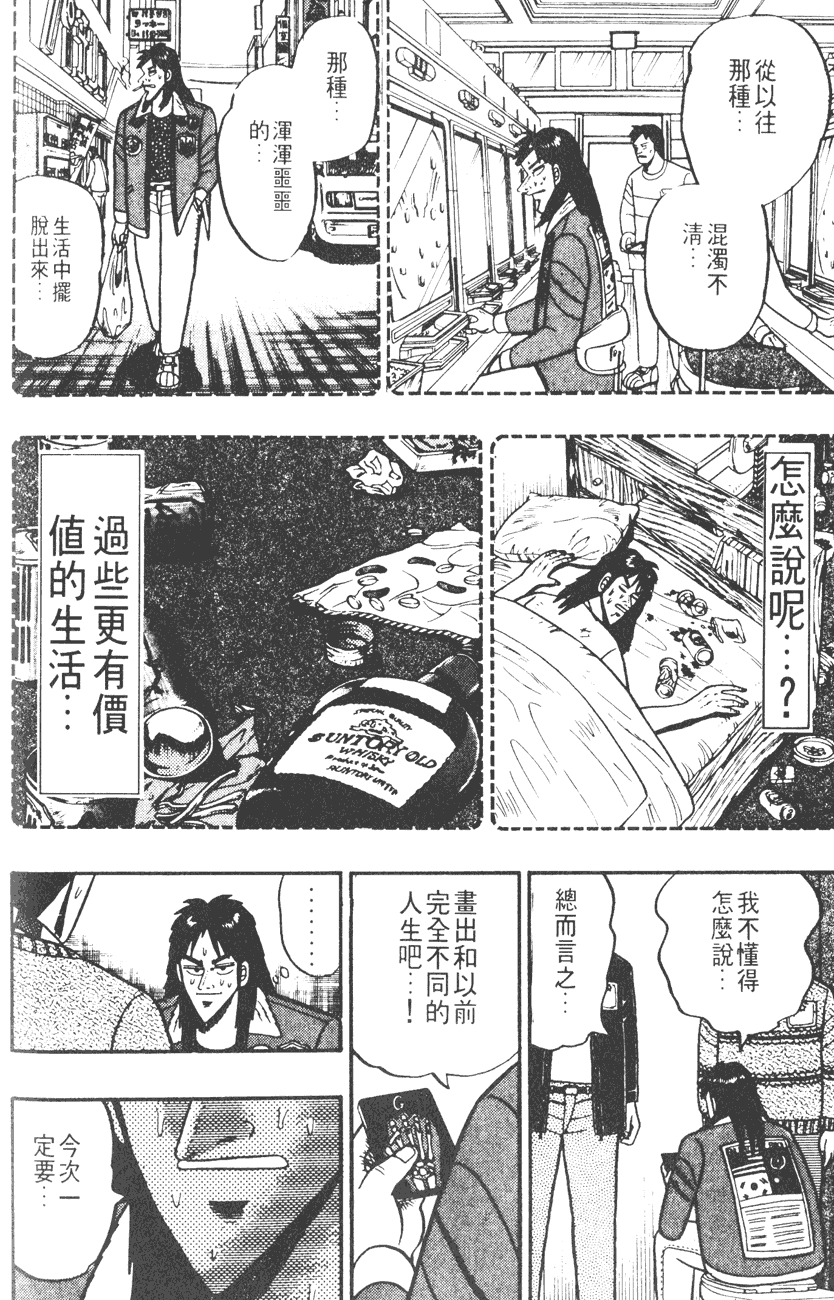 從以往
那種…
混濁不
清…
那種…
渾渾噩噩
的…
生活中擺
脫出來…
怎麼說呢…?
過些更有價
值的生活…
SUNTORY OLD
WHISKY
我不懂得
怎麼說…
總而言之…
畫出和以前
完全不同的
人生吧…!
………
G
今次一
定要…